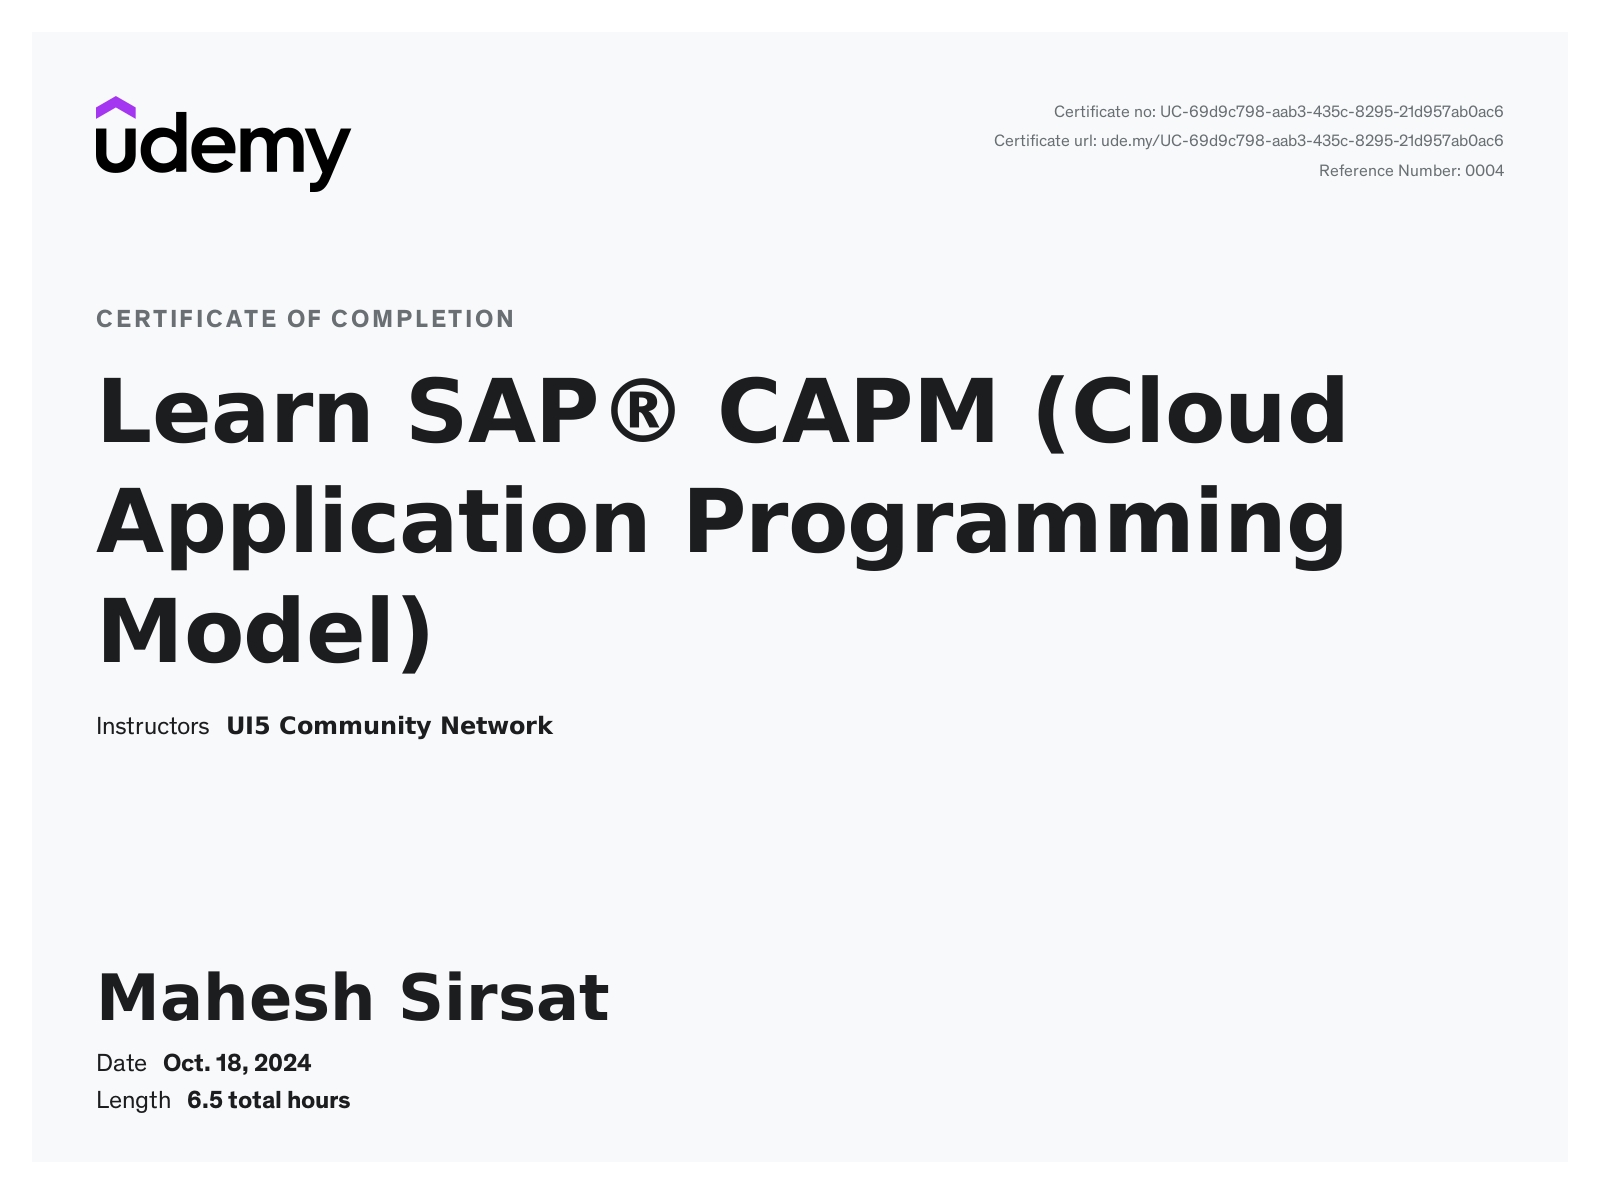 udemy
Certificate no: UC-69d9c798-aab3-435c-8295-21d957ab0ac6
Certificate url: ude.my/UC-69d9c798-aab3-435c-8295-21d957ab0ac6
Reference Number: 0004
CERTIFICATE OF COMPLETION
Learn SAP® CAPM (Cloud
Application Programming
Model)
Instructors UI5 Community Network
Mahesh Sirsat
Date Oct. 18, 2024
Length 6.5 total hours